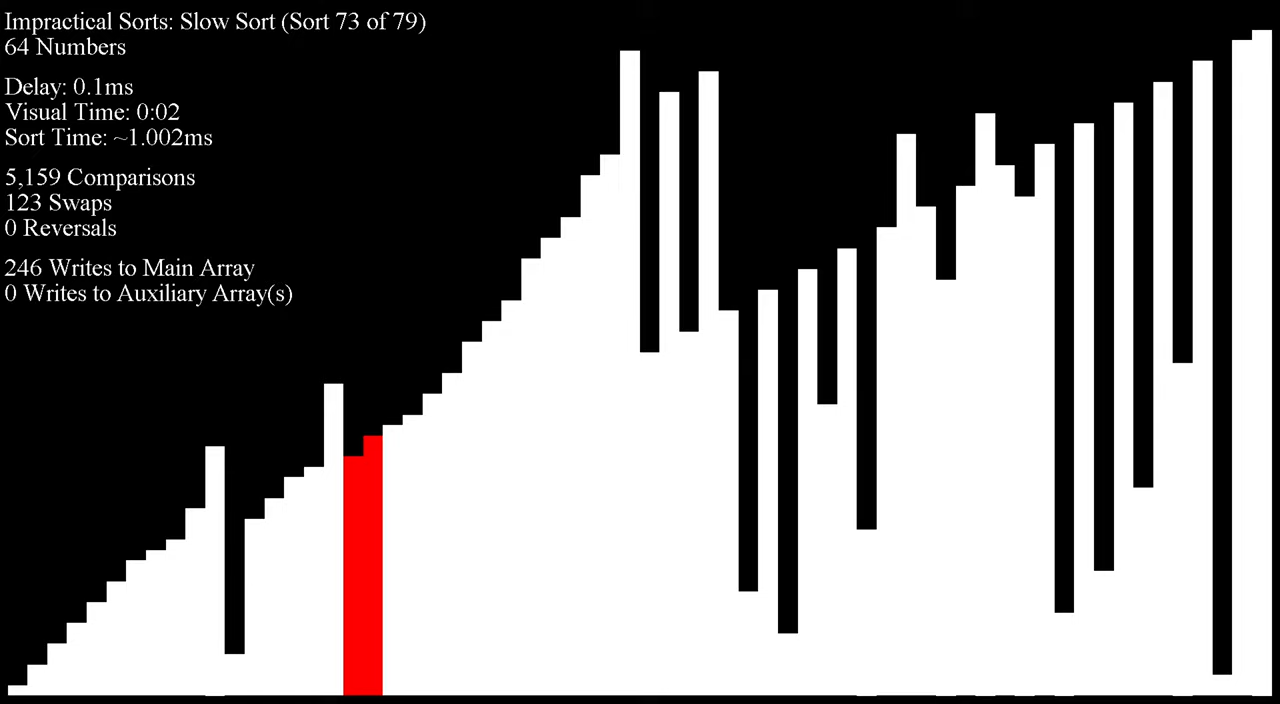 Impractical Sorts: Slow Sort (Sort 73 of 79)
64 Numbers
Delay: 0.1ms
Visual Time: 0:02
Sort Time: ~1.002ms
5,159 Comparisons
123 Swaps
0 Reversals
246 Writes to Main Array
0 Writes to Auxiliary Array(s)